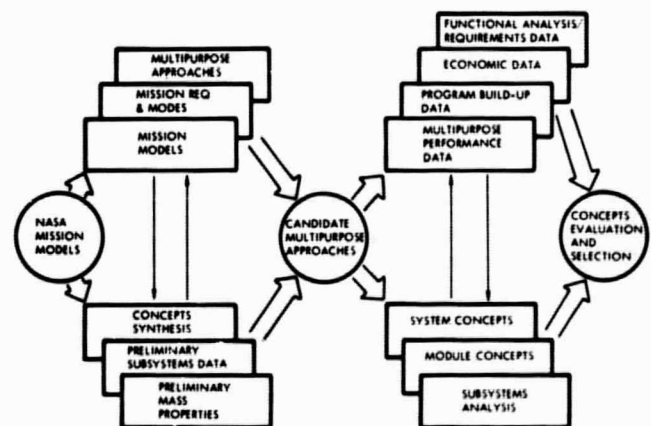 MULTIPURPOSE
APPROACHES
MISSION REQ
& MODES
MISSION
MODELS
NASA
MISSION
MODELS
CONCEPTS
SYNTHESIS
PRELIMINARY
SUBSYSTEMS DATA
PRELIMINARY
MASS
PROPERTIES
CANDIDATE
MULTIPURPOSE
APPROACHES
FUNCTIONAL ANALYSIS/
REQUIREMENTS DATA
ECONOMIC DATA
PROGRAM BUILD-UP
DATA
MULTIPURPOSE
PERFORMANCE
DATA
SYSTEM CONCEPTS
MODULE CONCEPTS
SUBSYSTEMS
ANALYSIS
CONCEPTS
EVALUATION
AND
SELECTION